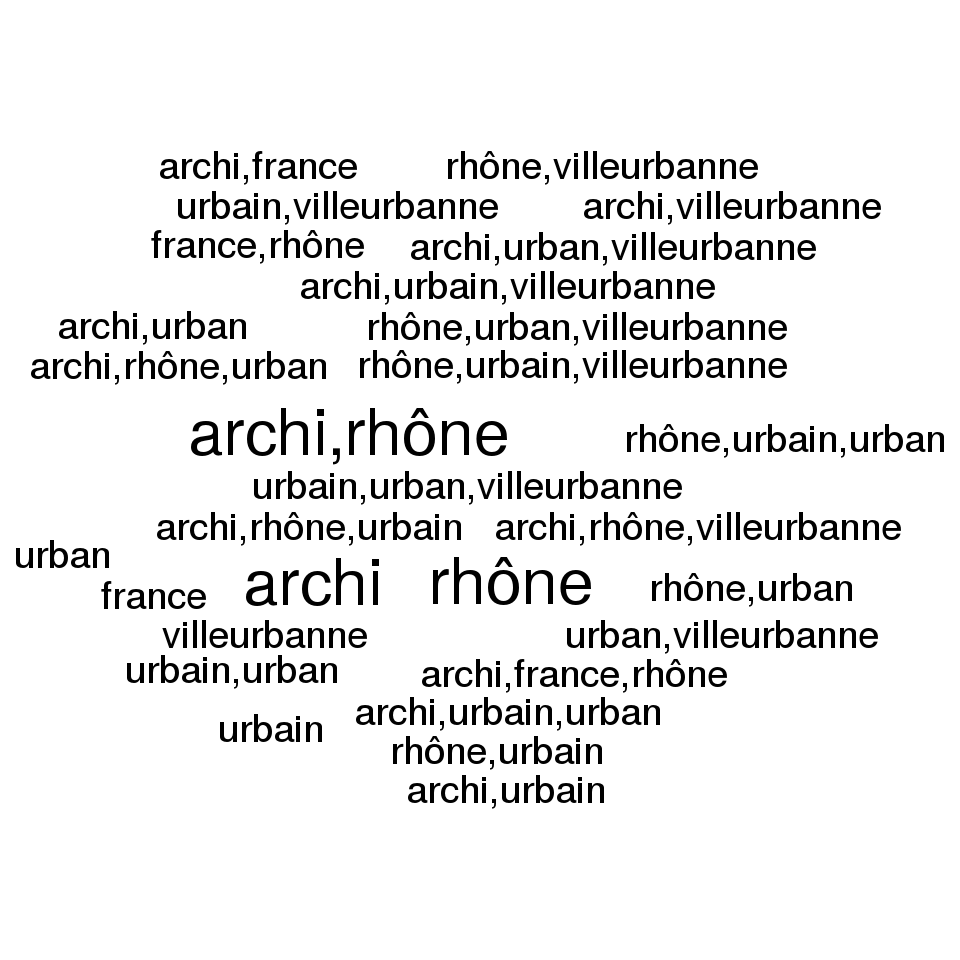 archi,france rhône,villeurbanne
urbain,villeurbanne archi,villeurbanne
france,rhône archi,urban,villeurbanne
archi,urbain,villeurbanne
archi,urban rhône,urban,villeurbanne
archi,rhône,urban rhône,urbain,villeurbanne
archi,rhône rhône,urbain,urban
urbain,urban,villeurbanne
archi,rhône,urbain archi,rhône,villeurbanne
urban
france archi rhône rhône,urban
villeurbanne urban,villeurbanne
urbain,urban archi,france,rhône
urbain archi,urbain,urban
rhône,urbain
archi,urbain